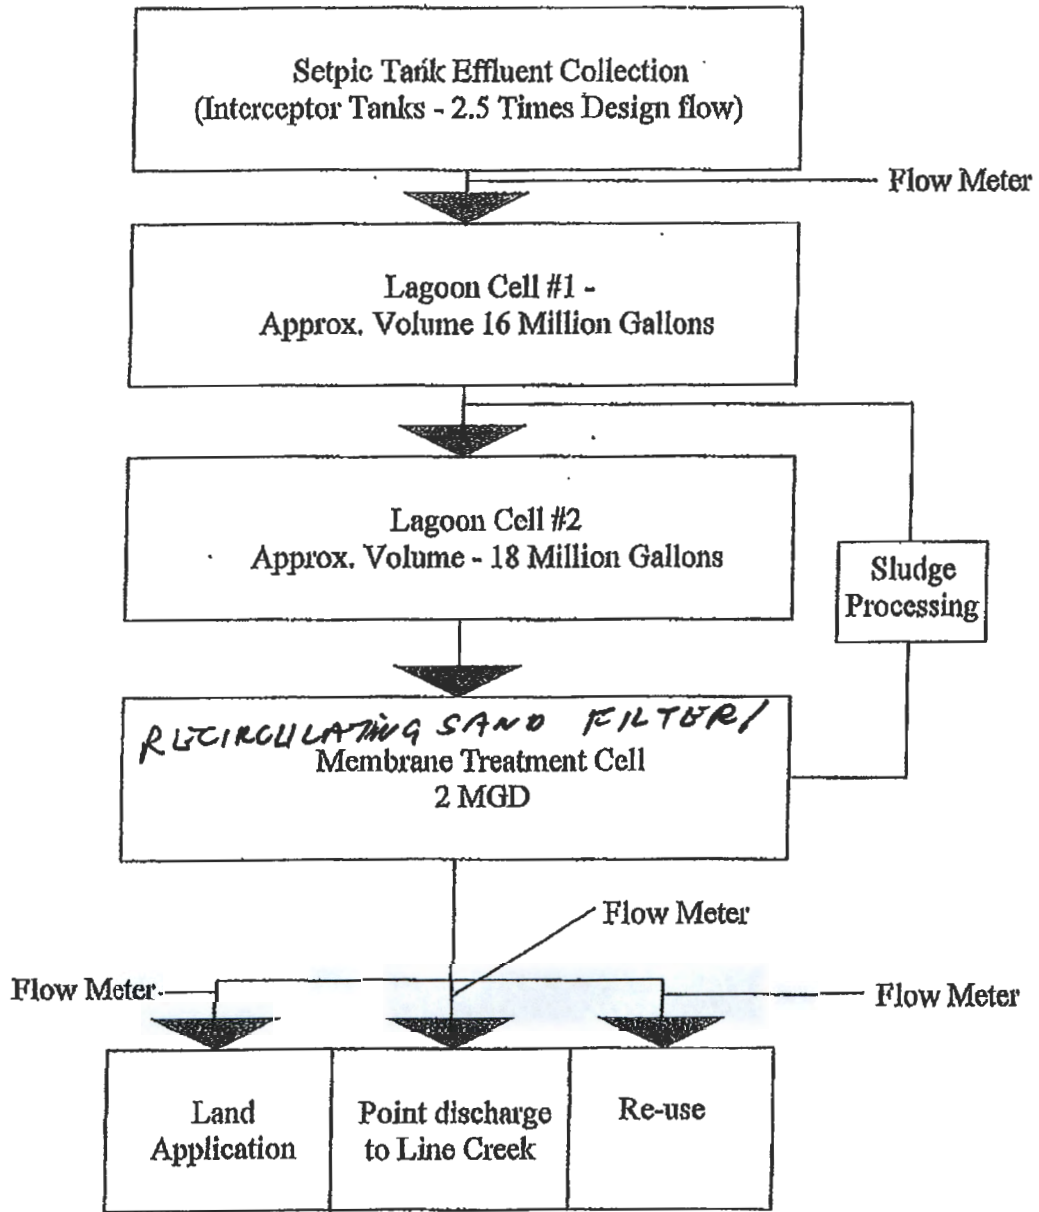 Setpic Tank Effluent Collection
(Interceptor Tanks - 2.5 Times Design flow)
Flow Meter
Lagoon Cell #1 -
Approx. Volume 16 Million Gallons
Lagoon Cell #2
Approx. Volume - 18 Million Gallons
Sludge
Processing
RECIRCULATING SAND FILTER/
Membrane Treatment Cell
2 MGD
Flow Meter
Flow Meter
Flow Meter
Land
Application
Point discharge
to Line Creek
Re-use